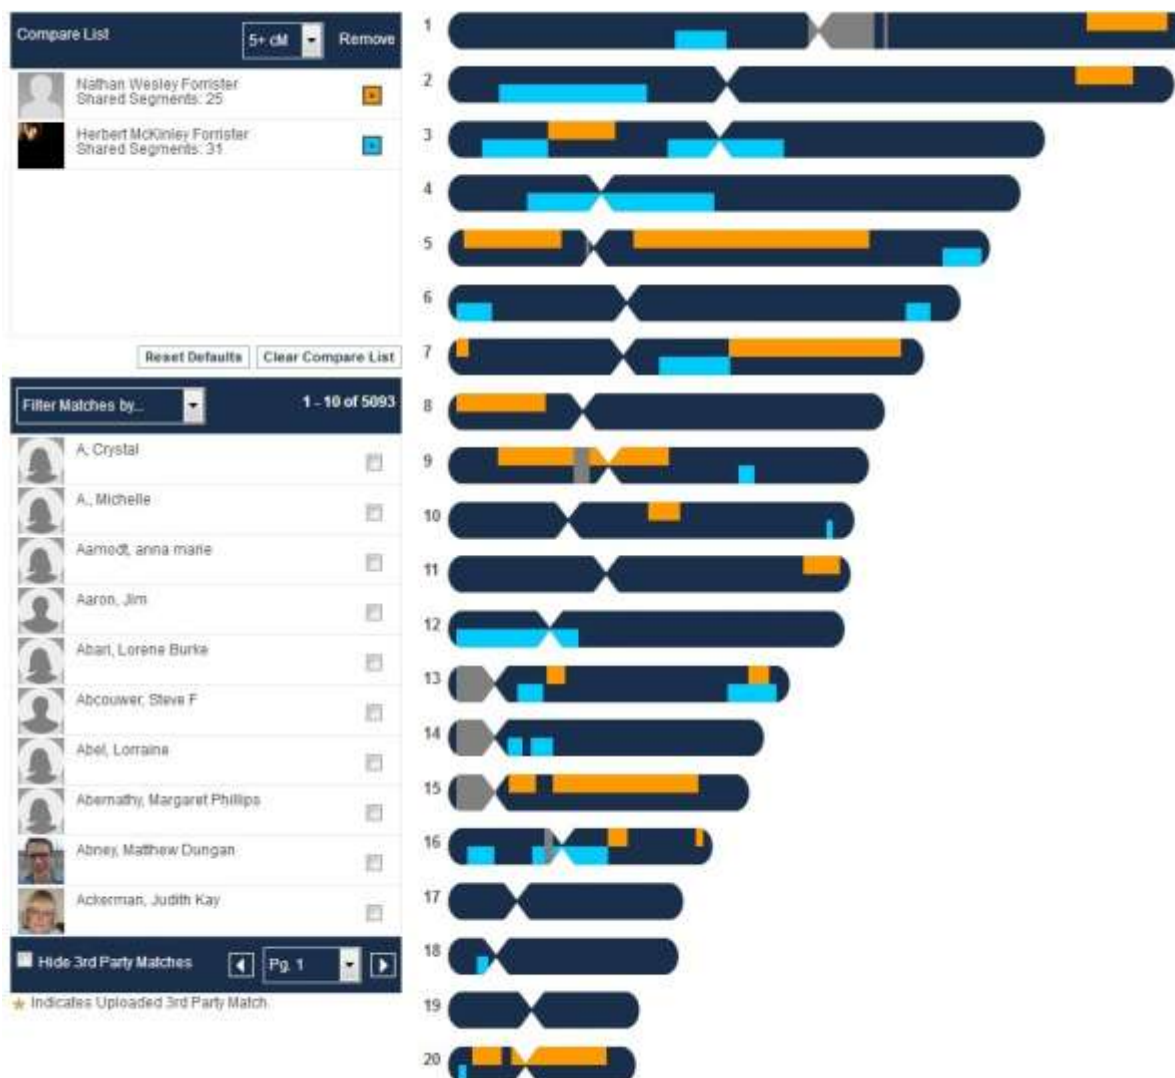 Compare List
5+ cM
Remove
Nathan Wesley Forrister
Shared Segments: 25
Herbert McKinley Forrister
Shared Segments: 31
Reset Defaults
Clear Compare List
Filter Matches by...
1 - 10 of 5093
A, Crystal
A., Michelle
Aamodt, anna marie
Aaron, Jim
Abari, Lorene Burke
Abcouwer, Steve F
Abel, Lorraine
Abernathy, Margaret Phillips
Abney, Matthew Dungan
Ackerman, Judith Kay
Hide 3rd Party Matches
Pg. 1
Indicates Uploaded 3rd Party Match.
1
2
3
4
5
6
7
8
9
10
11
12
13
14
15
16
17
18
19
20